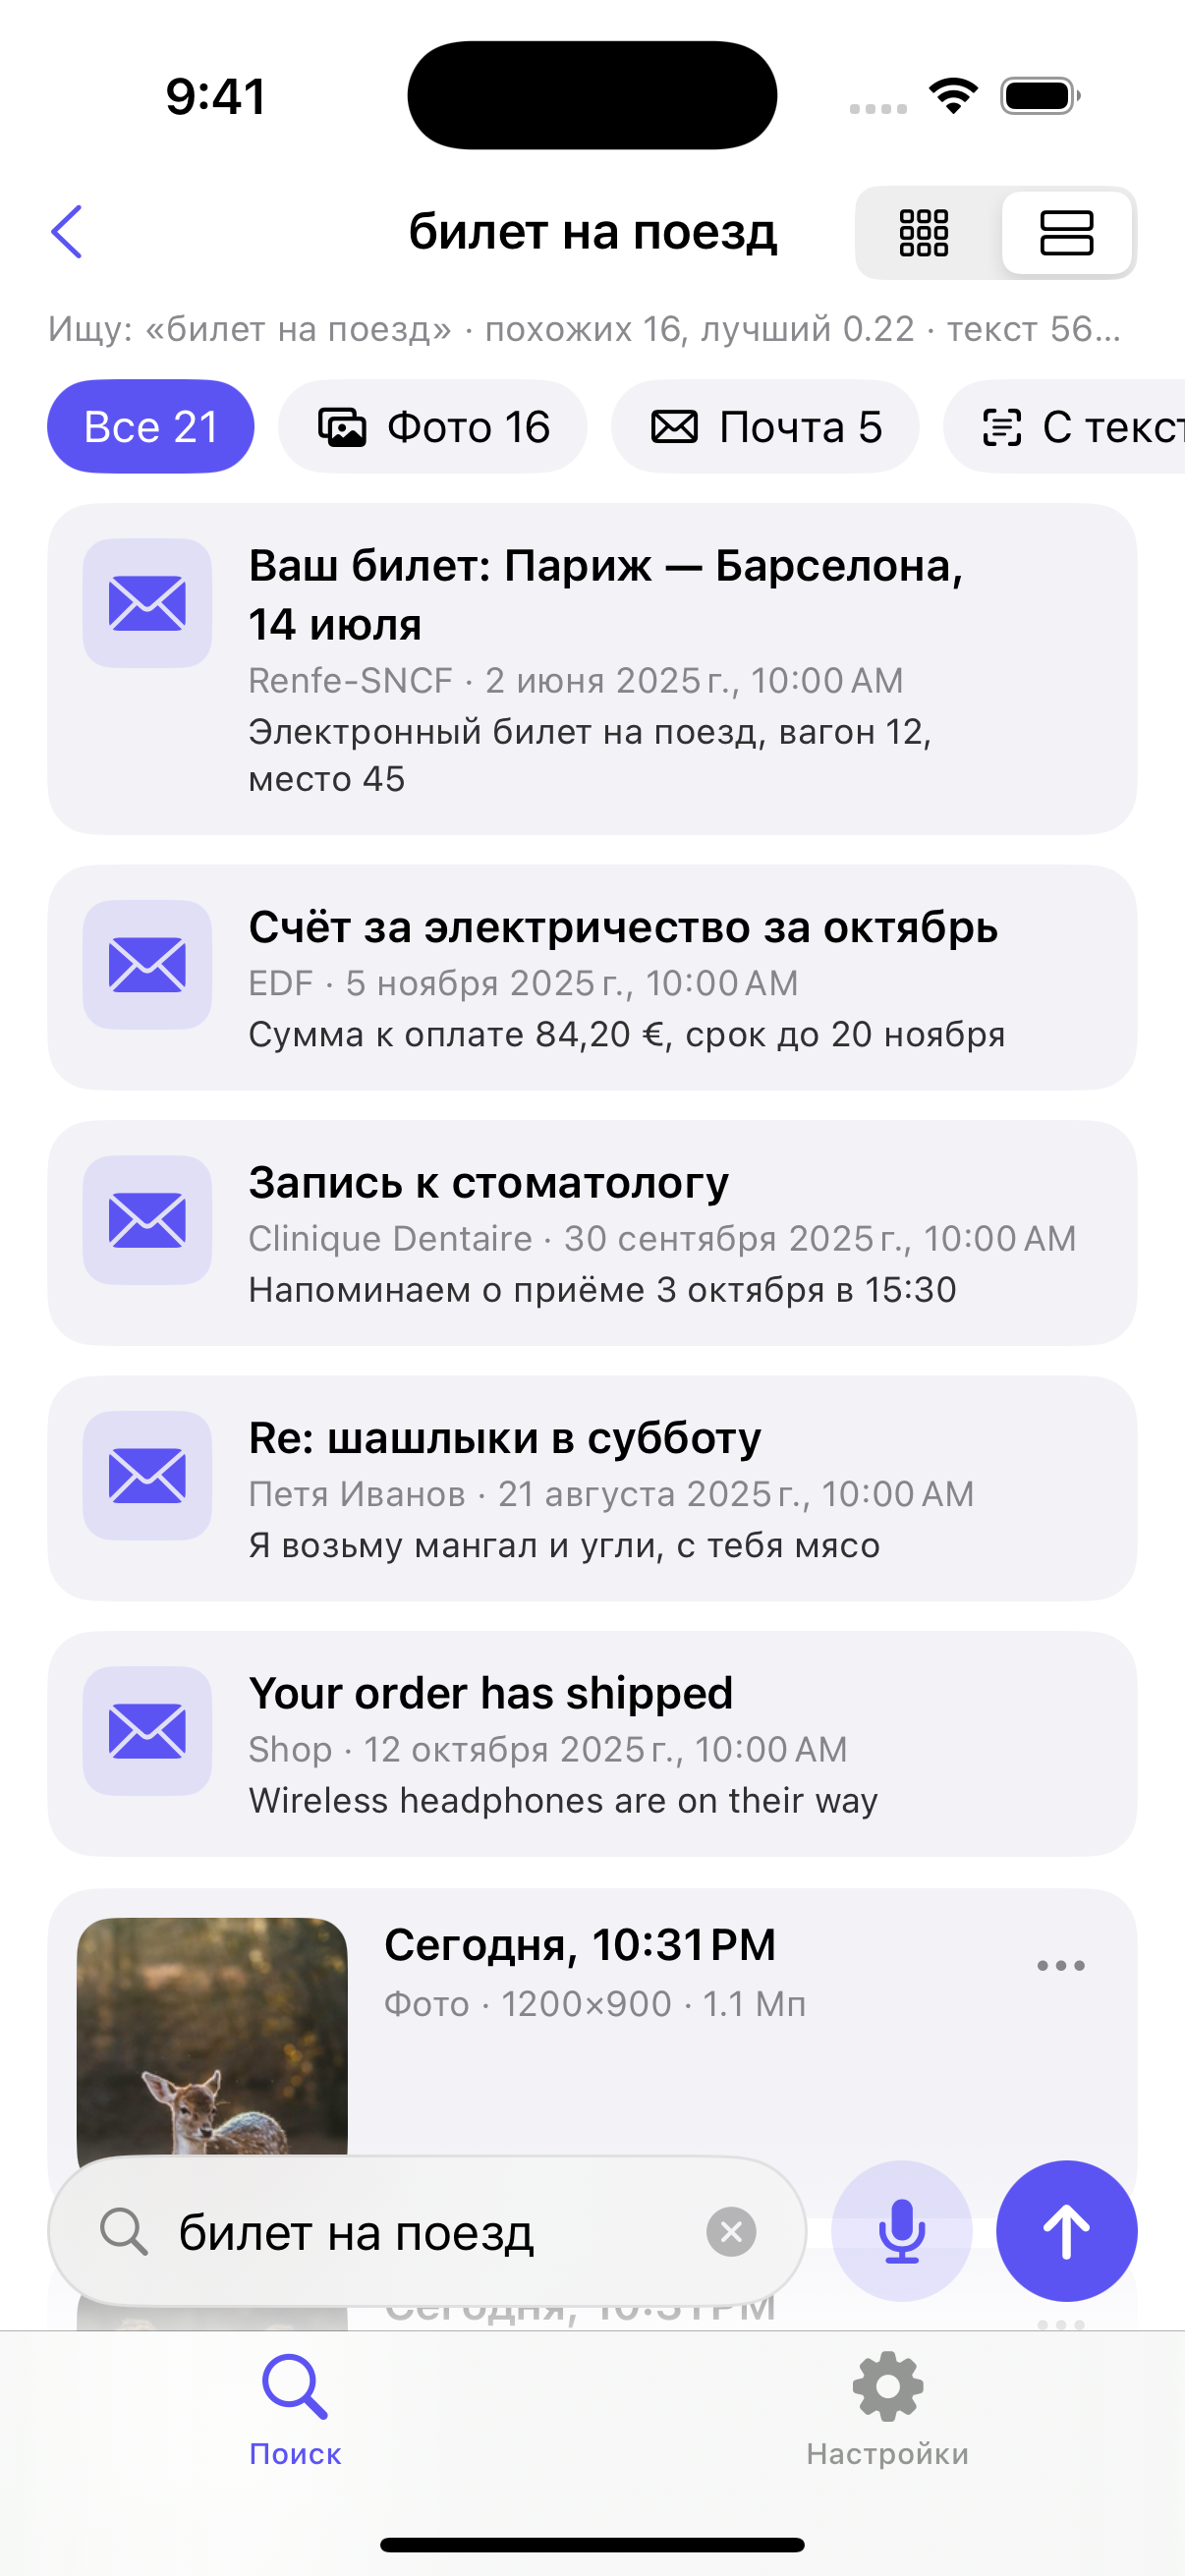 9:41
билет на поезд
Ищу: «билет на поезд» · похожих 16, лучший 0.22 · текст 56...
Все 21
Фото 16
Почта 5
С текст
Ваш билет: Париж — Барселона,
14 июля
Renfe-SNCF · 2 июня 2025 г., 10:00 AM
Электронный билет на поезд, вагон 12,
место 45
Счёт за электричество за октябрь
EDF · 5 ноября 2025 г., 10:00 AM
Сумма к оплате 84,20 €, срок до 20 ноября
Запись к стоматологу
Clinique Dentaire · 30 сентября 2025 г., 10:00 AM
Напоминаем о приёме 3 октября в 15:30
Re: шашлыки в субботу
Петя Иванов · 21 августа 2025 г., 10:00 AM
Я возьму мангал и угли, с тебя мясо
Your order has shipped
Shop · 12 октября 2025 г., 10:00 AM
Wireless headphones are on their way
Сегодня, 10:31 PM
Фото · 1200×900 · 1.1 Мп
билет на поезд
Сегодня, 10:31 PM
Поиск
Настройки